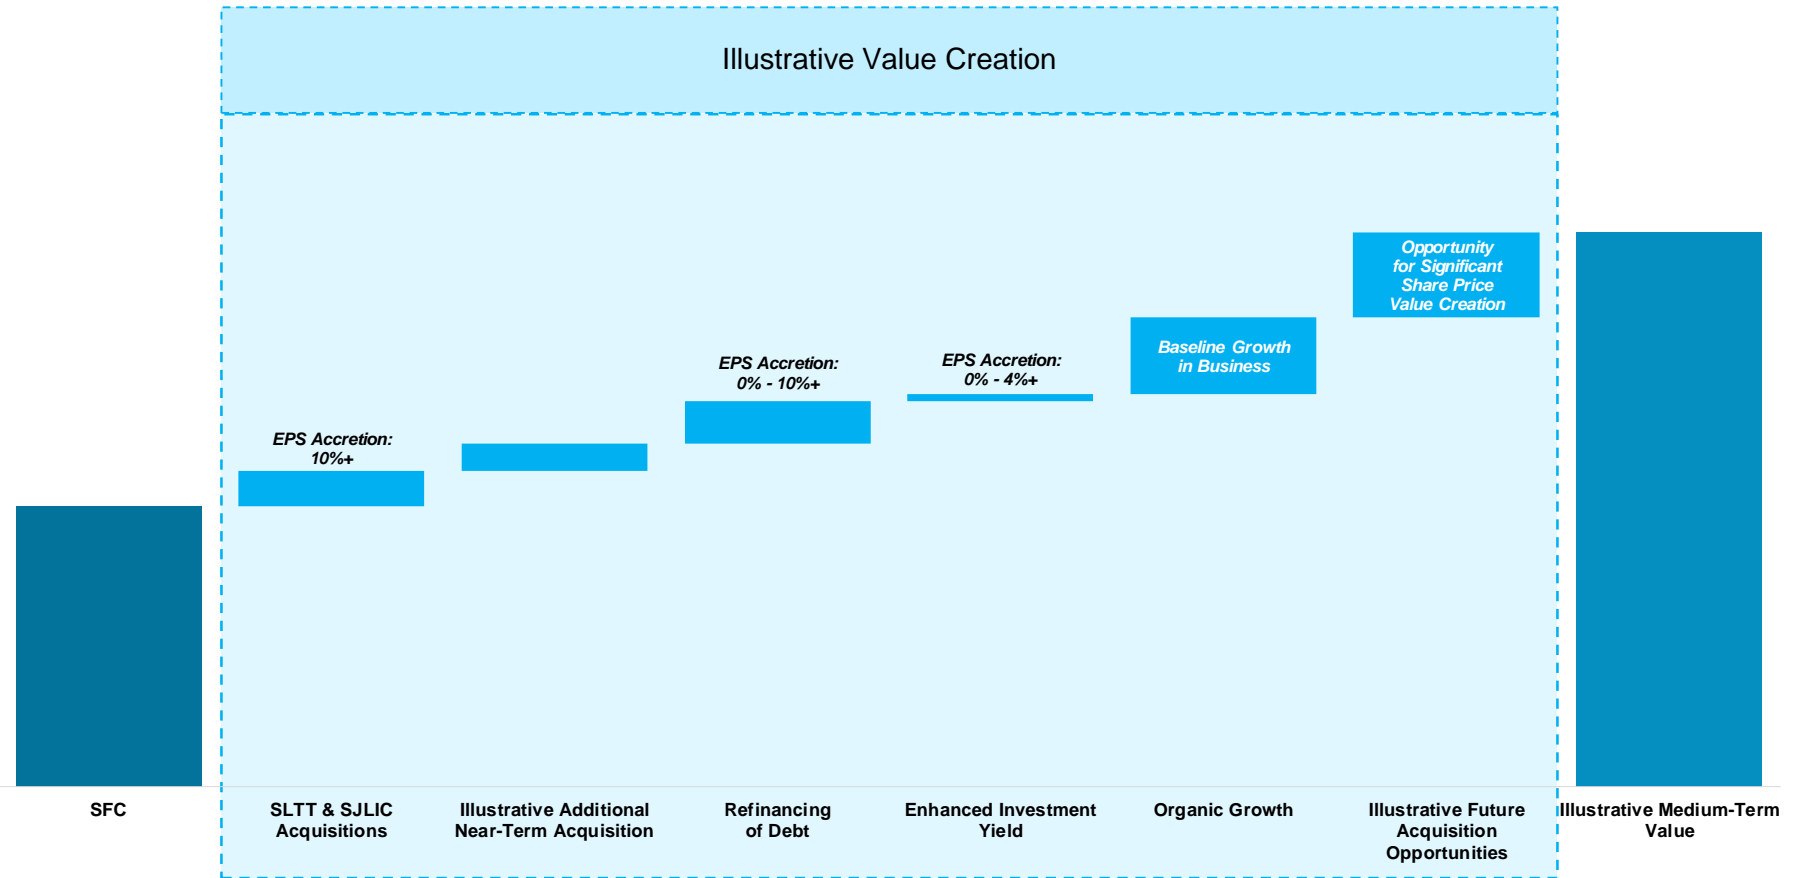 Illustrative Value Creation
Opportunity
for Significant
Share Price
Value Creation
Baseline Growth
in Business
EPS Accretion:
0% - 10%+
EPS Accretion:
0% - 4%+
EPS Accretion:
10%+
SFC
SLTT & SJLIC
Acquisitions
Illustrative Additional
Near-Term Acquisition
Refinancing
of Debt
Enhanced Investment
Yield
Organic Growth
Illustrative Future
Acquisition
Opportunities
Illustrative Medium-Term
Value